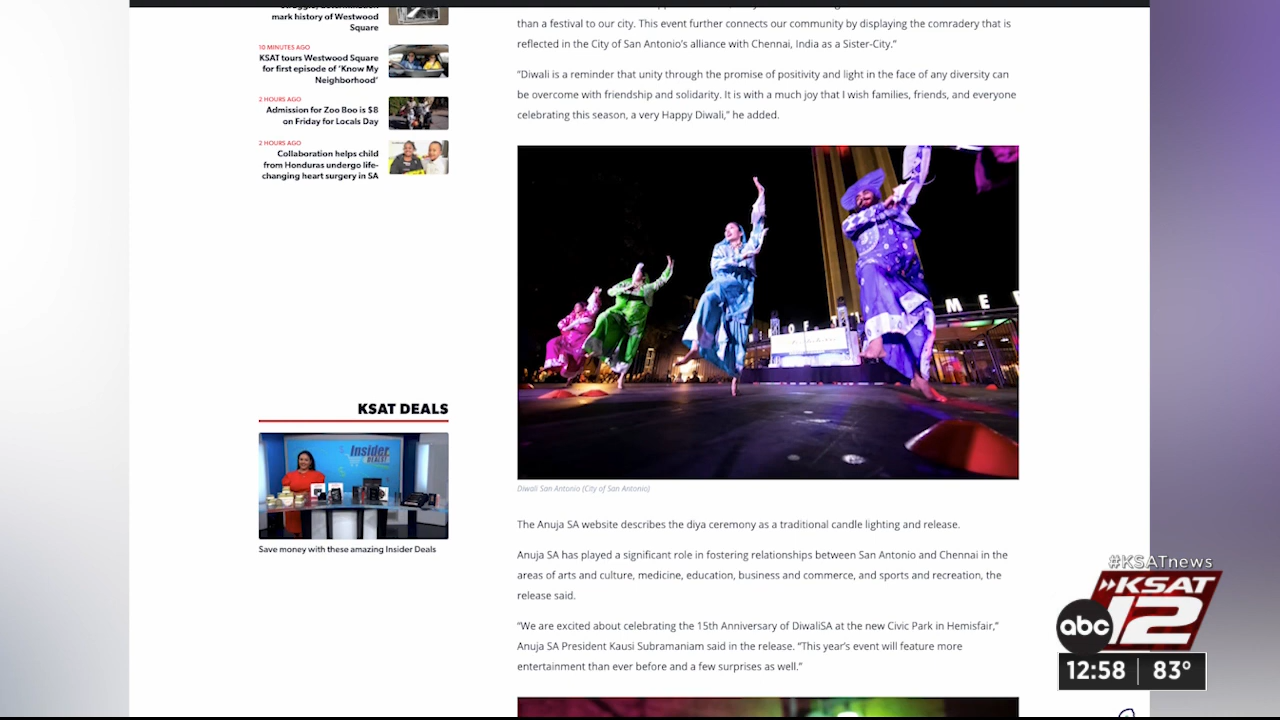 mark history of Westwood
Square
10 MINUTES AGO
KSAT tours Westwood Square
for first episode of ‘Know My
Neighborhood’
2 HOURS AGO
Admission for Zoo Boo is $8
on Friday for Locals Day
2 HOURS AGO
Collaboration helps child
from Honduras undergo life-
changing heart surgery in SA
KSAT DEALS
Insider
DEALS
Save money with these amazing Insider Deals
than a festival to our city. This event further connects our community by displaying the comradery that is
reflected in the City of San Antonio’s alliance with Chennai, India as a Sister-City.”
“Diwali is a reminder that unity through the promise of positivity and light in the face of any diversity can
be overcome with friendship and solidarity. It is with a much joy that I wish families, friends, and everyone
celebrating this season, a very Happy Diwali,” he added.
OF
MER
Diwali San Antonio (City of San Antonio)
The Anuja SA website describes the diya ceremony as a traditional candle lighting and release.
Anuja SA has played a significant role in fostering relationships between San Antonio and Chennai in the
areas of arts and culture, medicine, education, business and commerce, and sports and recreation, the
release said.
“We are excited about celebrating the 15th Anniversary of DiwaliSA at the new Civic Park in Hemisfair,”
Anuja SA President Kausi Subramaniam said in the release. “This year’s event will feature more
entertainment than ever before and a few surprises as well.”
#KSATnews
KSAT
abc 12
12:58 83°